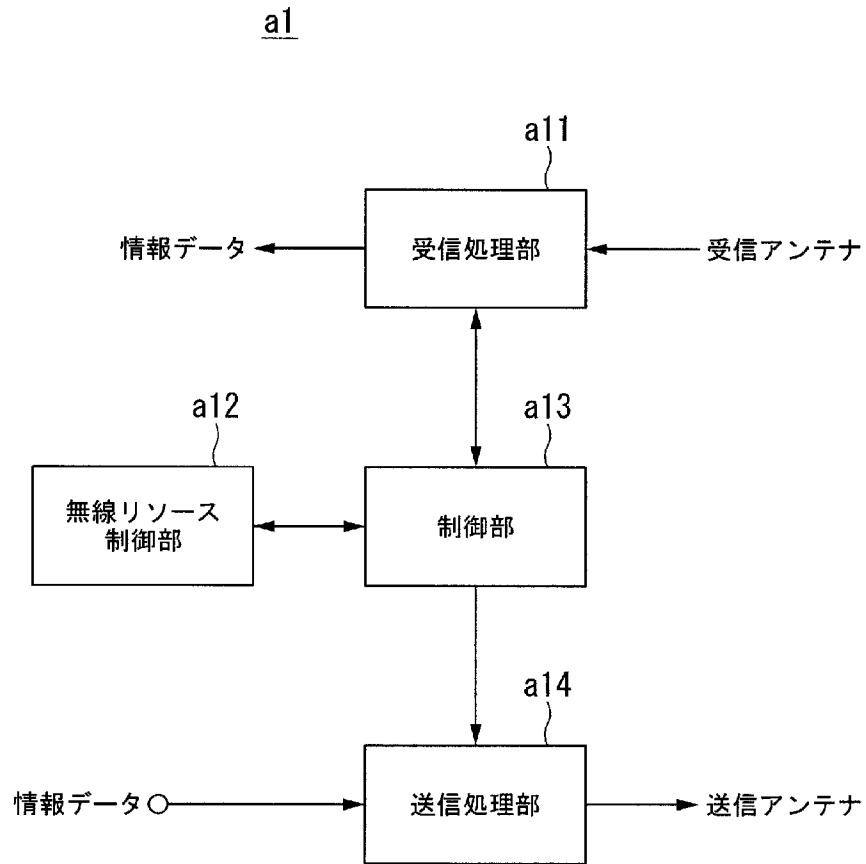 a1
a11
情報データ
受信処理部
受信アンテナ
a12
a13
無線リソース
制御部
制御部
a14
情報データ
送信処理部
送信アンテナ